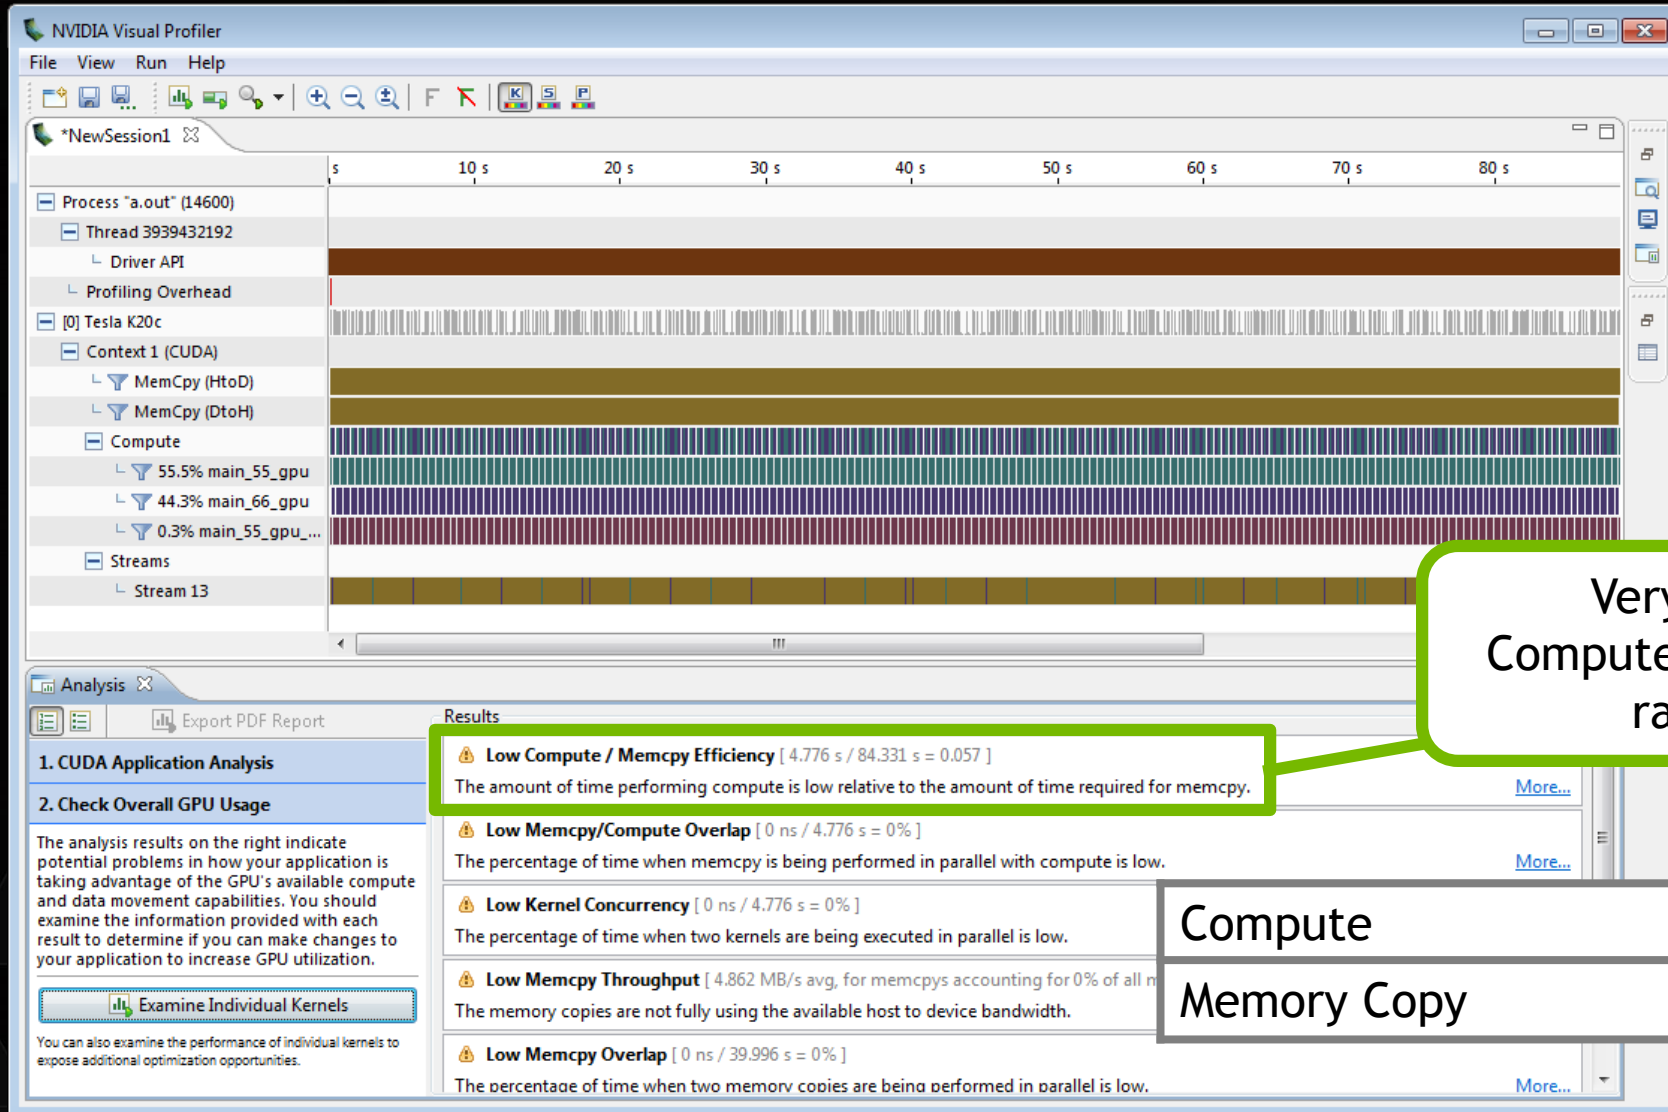 NVIDIA Visual Profiler
File View Run Help
*NewSession1
s 10 s 20 s 30 s 40 s 50 s 60 s 70 s 80 s
Process "a.out" (14600)
Thread 3939432192
Driver API
Profiling Overhead
[0] Tesla K20c
Context 1 (CUDA)
MemCpy (HtoD)
MemCpy (DtoH)
Compute
55.5% main_55_gpu
44.3% main_66_gpu
0.3% main_55_gpu_...
Streams
Stream 13
Very
Compute
ra
Analysis
Export PDF Report
1. CUDA Application Analysis
2. Check Overall GPU Usage
The analysis results on the right indicate
potential problems in how your application is
taking advantage of the GPU's available compute
and data movement capabilities. You should
examine the information provided with each
result to determine if you can make changes to
your application to increase GPU utilization.
Examine Individual Kernels
You can also examine the performance of individual kernels to
expose additional optimization opportunities.
Results
Low Compute / Memcpy Efficiency [ 4.776 s / 84.331 s = 0.057 ]
The amount of time performing compute is low relative to the amount of time required for memcpy.
More...
Low Memcpy/Compute Overlap [ 0 ns / 4.776 s = 0% ]
The percentage of time when memcpy is being performed in parallel with compute is low.
More...
Low Kernel Concurrency [ 0 ns / 4.776 s = 0% ]
The percentage of time when two kernels are being executed in parallel is low.
Low Memcpy Throughput [ 4.862 MB/s avg, for memcpys accounting for 0% of all
The memory copies are not fully using the available host to device bandwidth.
Low Memcpy Overlap [ 0 ns / 39.996 s = 0% ]
The percentage of time when two memory copies are being performed in parallel is low.
More...
Compute
Memory Copy